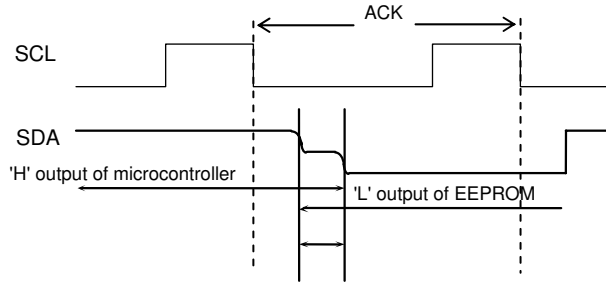 ACK
SCL
SDA
'H' output of microcontroller
'L' output of EEPROM